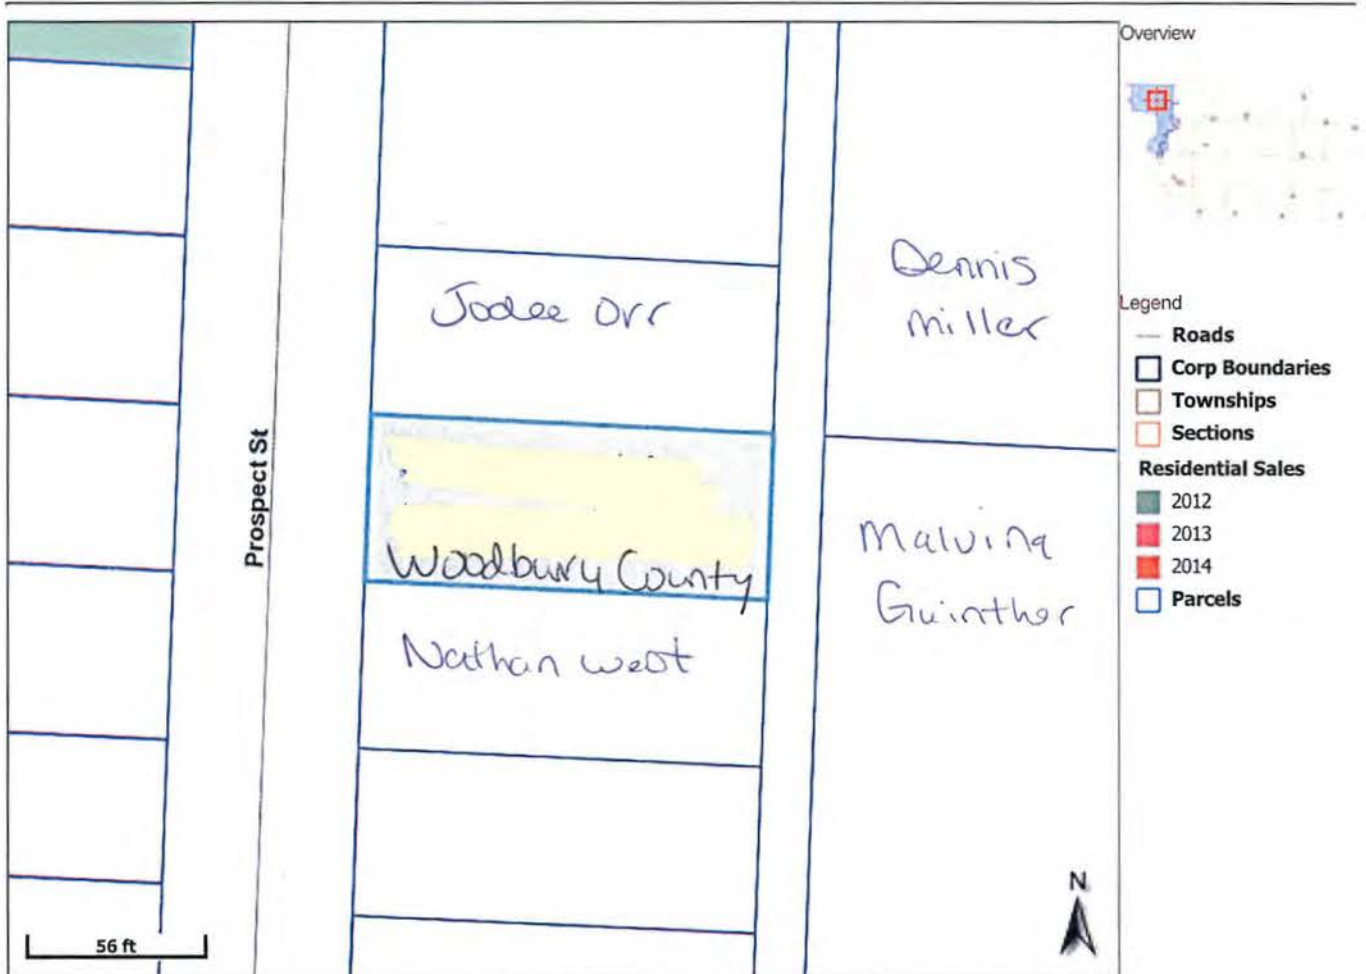 Overview
Dennis
Miller
Jodee Orr
Legend
Roads
Corp Boundaries
Townships
Sections
Residential Sales
2012
2013
2014
Parcels
Prospect St
Woodbury County
Malvina
Guinther
Nathan West
N
56 ft